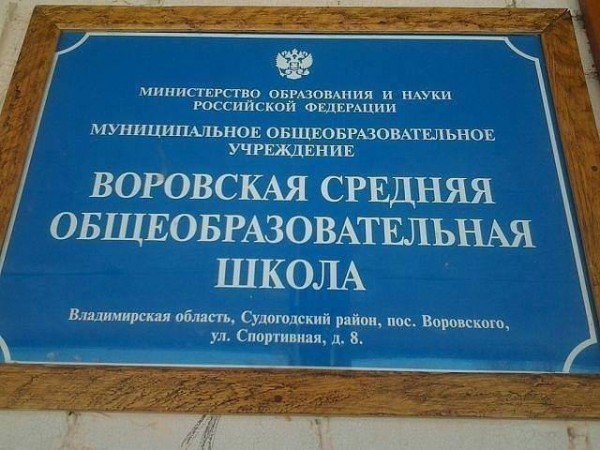 МИНИСТЕРСТВО ОБРАЗОВАНИЯ И НАУКИ
РОССИЙСКОЙ ФЕДЕРАЦИИ
МУНИЦИПАЛЬНОЕ ОБЩЕОБРАЗОВАТЕЛЬНОЕ
УЧРЕЖДЕНИЕ
ВОРОВСКАЯ СРЕДНЯЯ
ОБЩЕОБРАЗОВАТЕЛЬНАЯ
ШКОЛА
Владимирская область, Судогодский район, пос. Воровского,
ул. Спортивная, д. 8.